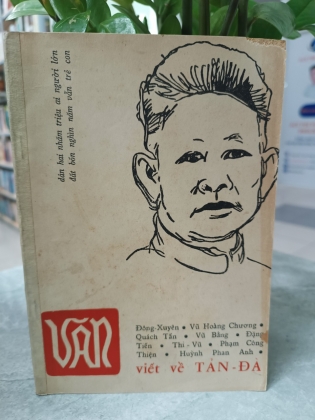 dân hai nhăm triệu ai người lớn
đất bốn nghìn năm vẫn trẻ con
VĂN
Đông-Xuyên • Vũ Hoàng Chương •
Quách Tấn • Vũ Bằng • Đặng
Tiến • Thi-Vũ • Phạm Công
Thiện • Huỳnh Phan Anh •
viết về TẢN-ĐÀ